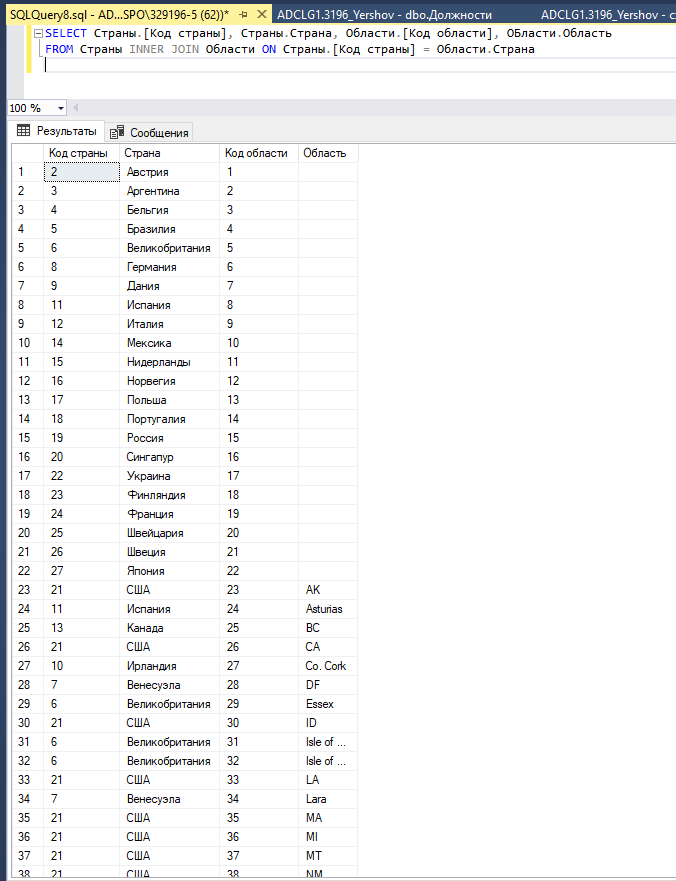 SQLQuery8.sql - AD...SPO\329196-5 (62))* ADCLG1.3196_Yershov - dbo.Должности ADCLG1.3196_Yershov - ст
SELECT Страны.[Код страны], Страны.Страна, Области.[Код области], ОБласти.Область
FROM Страны INNER JOIN Области ON Страны.[Код страны] = Области.Страна
100 %
Результаты Сообщения
Код страны Страна Код области Область
1 2 Австрия 1
2 3 Аргентина 2
3 4 Бельгия 3
4 5 Бразилия 4
5 6 Великобритания 5
6 8 Германия 6
7 9 Дания 7
8 11 Испания 8
9 12 Италия 9
10 14 Мексика 10
11 15 Нидерланды 11
12 16 Норвегия 12
13 17 Польша 13
14 18 Португалия 14
15 19 Россия 15
16 20 Сингапур 16
17 22 Украина 17
18 23 Финляндия 18
19 24 Франция 19
20 25 Швейцария 20
21 26 Швеция 21
22 27 Япония 22
23 21 США 23 AK
24 11 Испания 24 Asturias
25 13 Канада 25 BC
26 21 США 26 CA
27 10 Ирландия 27 Co. Cork
28 7 Венесуэла 28 DF
29 6 Великобритания 29 Essex
30 21 США 30 ID
31 6 Великобритания 31 Isle of ...
32 6 Великобритания 32 Isle of ...
33 21 США 33 LA
34 7 Венесуэла 34 Lara
35 21 США 35 MA
36 21 США 36 MI
37 21 США 37 MT
38 21 США 38 NM